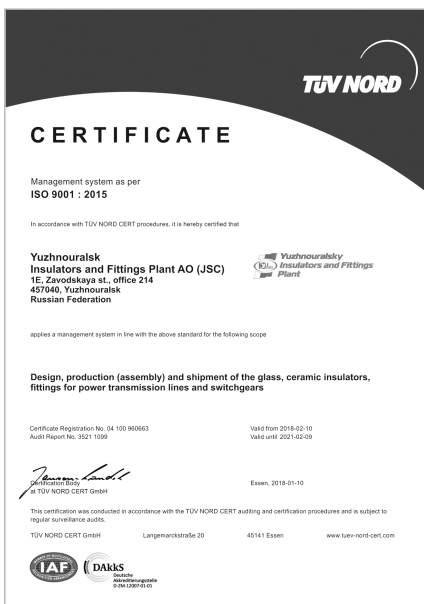 TÜV NORD
CERTIFICATE
Management system as per
ISO 9001 : 2015
In accordance with TÜV NORD CERT procedures, it is hereby certified that
Yuzhnouralsk
Insulators and Fittings Plant AO (JSC)
1E, Zavodskaya st., office 214
457040, Yuzhnouralsk
Russian Federation
Yuzhnouralsky
Insulators and Fittings
Plant
applies a management system in line with the above standard for the following scope
Design, production (assembly) and shipment of the glass, ceramic insulators,
fittings for power transmission lines and switchgears
Certificate Registration No. 04 100 960663
Valid from 2018-02-10
Audit Report No. 3521 1099
Valid until 2021-02-09
Certification Body
at TÜV NORD CERT GmbH
Essen, 2018-01-10
This certification was conducted in accordance with the TÜV NORD CERT auditing and certification procedures and is subject to
regular surveillance audits.
TÜV NORD CERT GmbH Langemarckstraße 20 45141 Essen www.tuev-nord-cert.com
IAF
DAkkS
Deutsche
Akkreditierungsstelle
D-ZM-12007-01-01